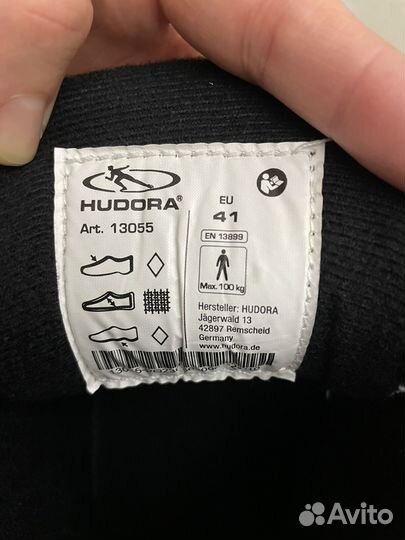 HUDORA®
Art. 13055
EU
41
EN 13899
Max. 100 kg
Hersteller: HUDORA
Jägerwald 13
42897 Remscheid
Germany
www.hudora.de
Avito